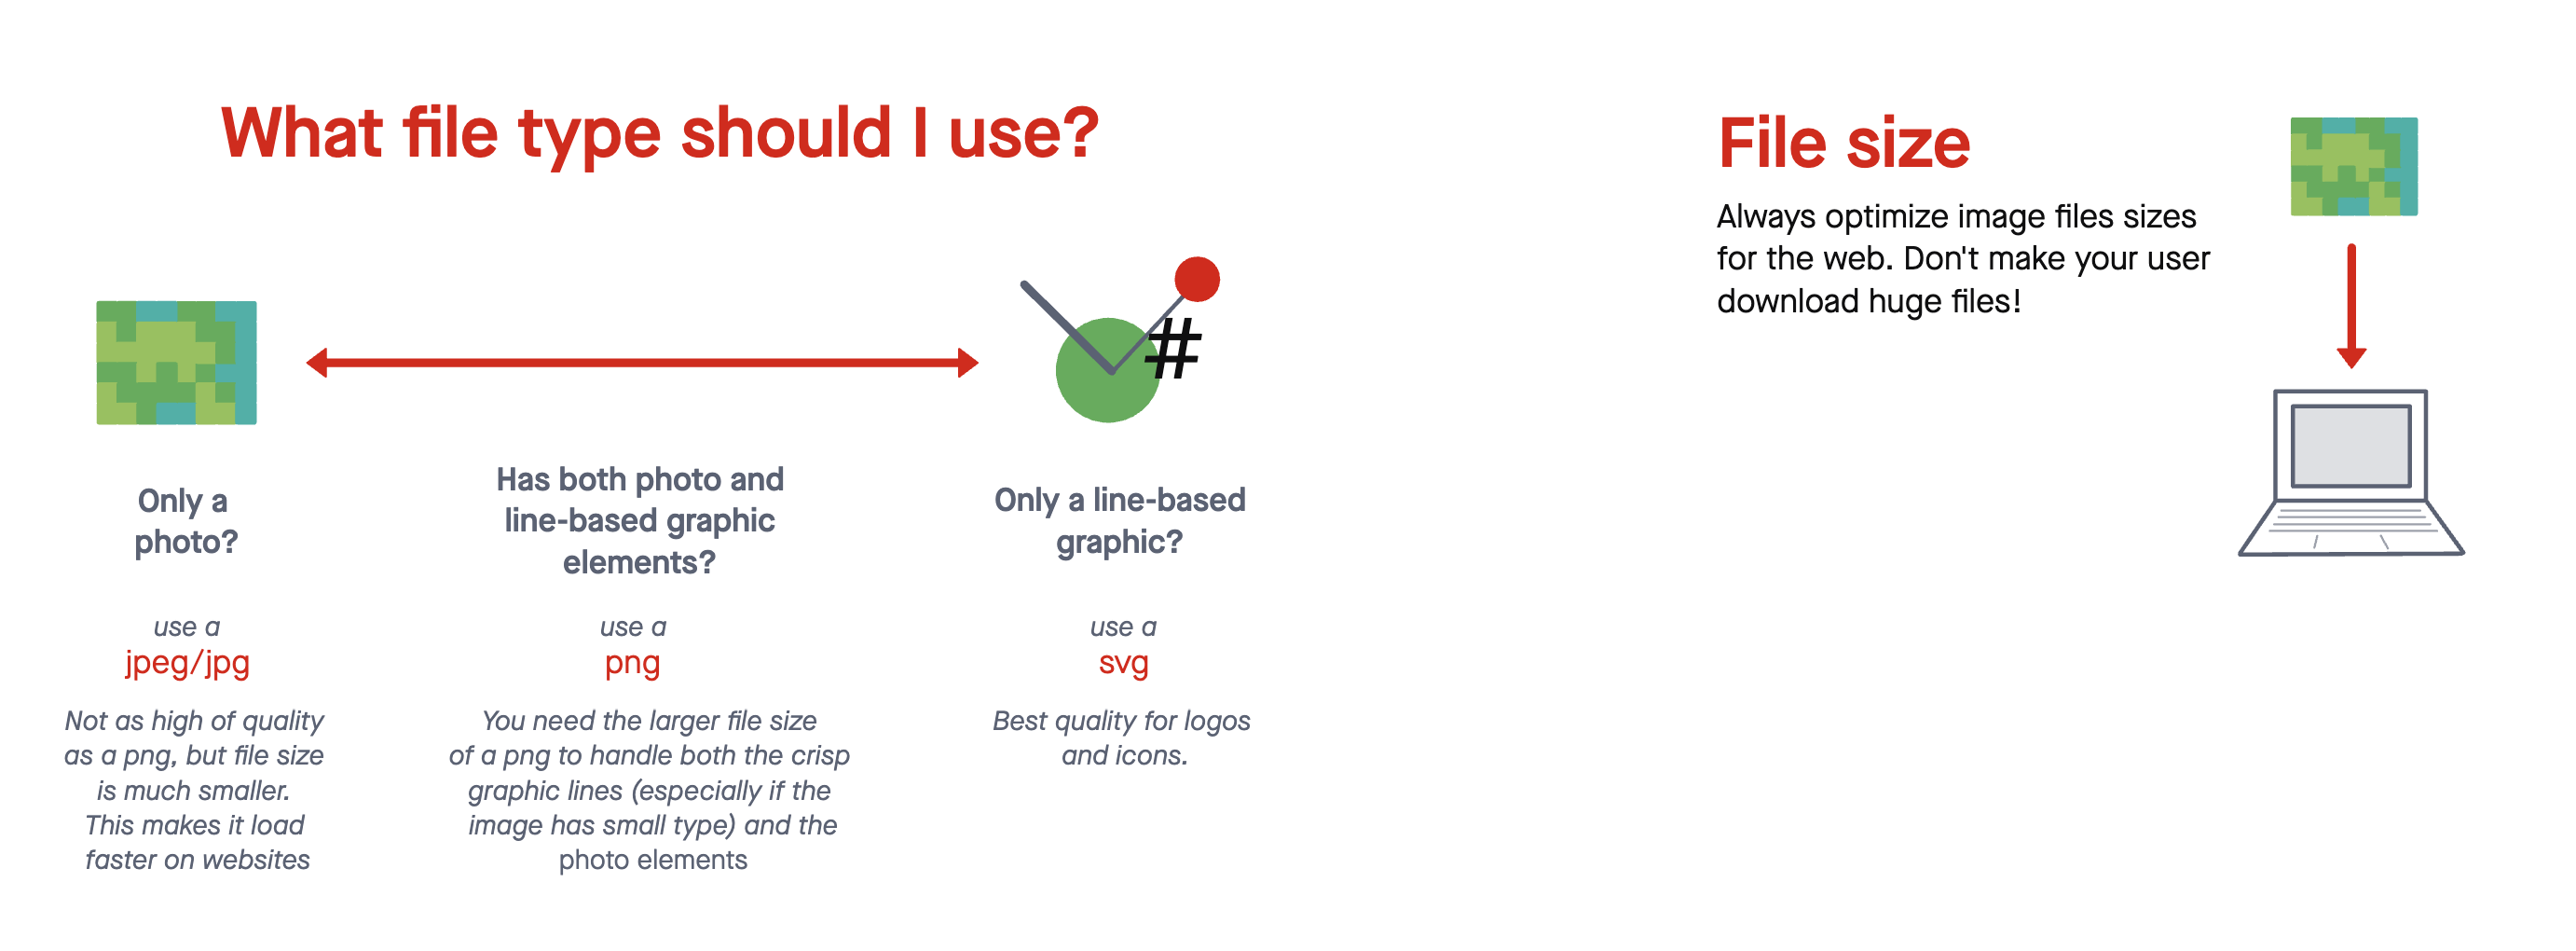 What file type should I use?
#
Only a
photo?
use a
jpeg/jpg
Not as high of quality
as a png, but file size
is much smaller.
This makes it load
faster on websites
Has both photo and
line-based graphic
elements?
use a
png
You need the larger file size
of a png to handle both the crisp
graphic lines (especially if the
image has small type) and the
photo elements
Only a line-based
graphic?
use a
svg
Best quality for logos
and icons.
File size
Always optimize image files sizes
for the web. Don't make your user
download huge files!